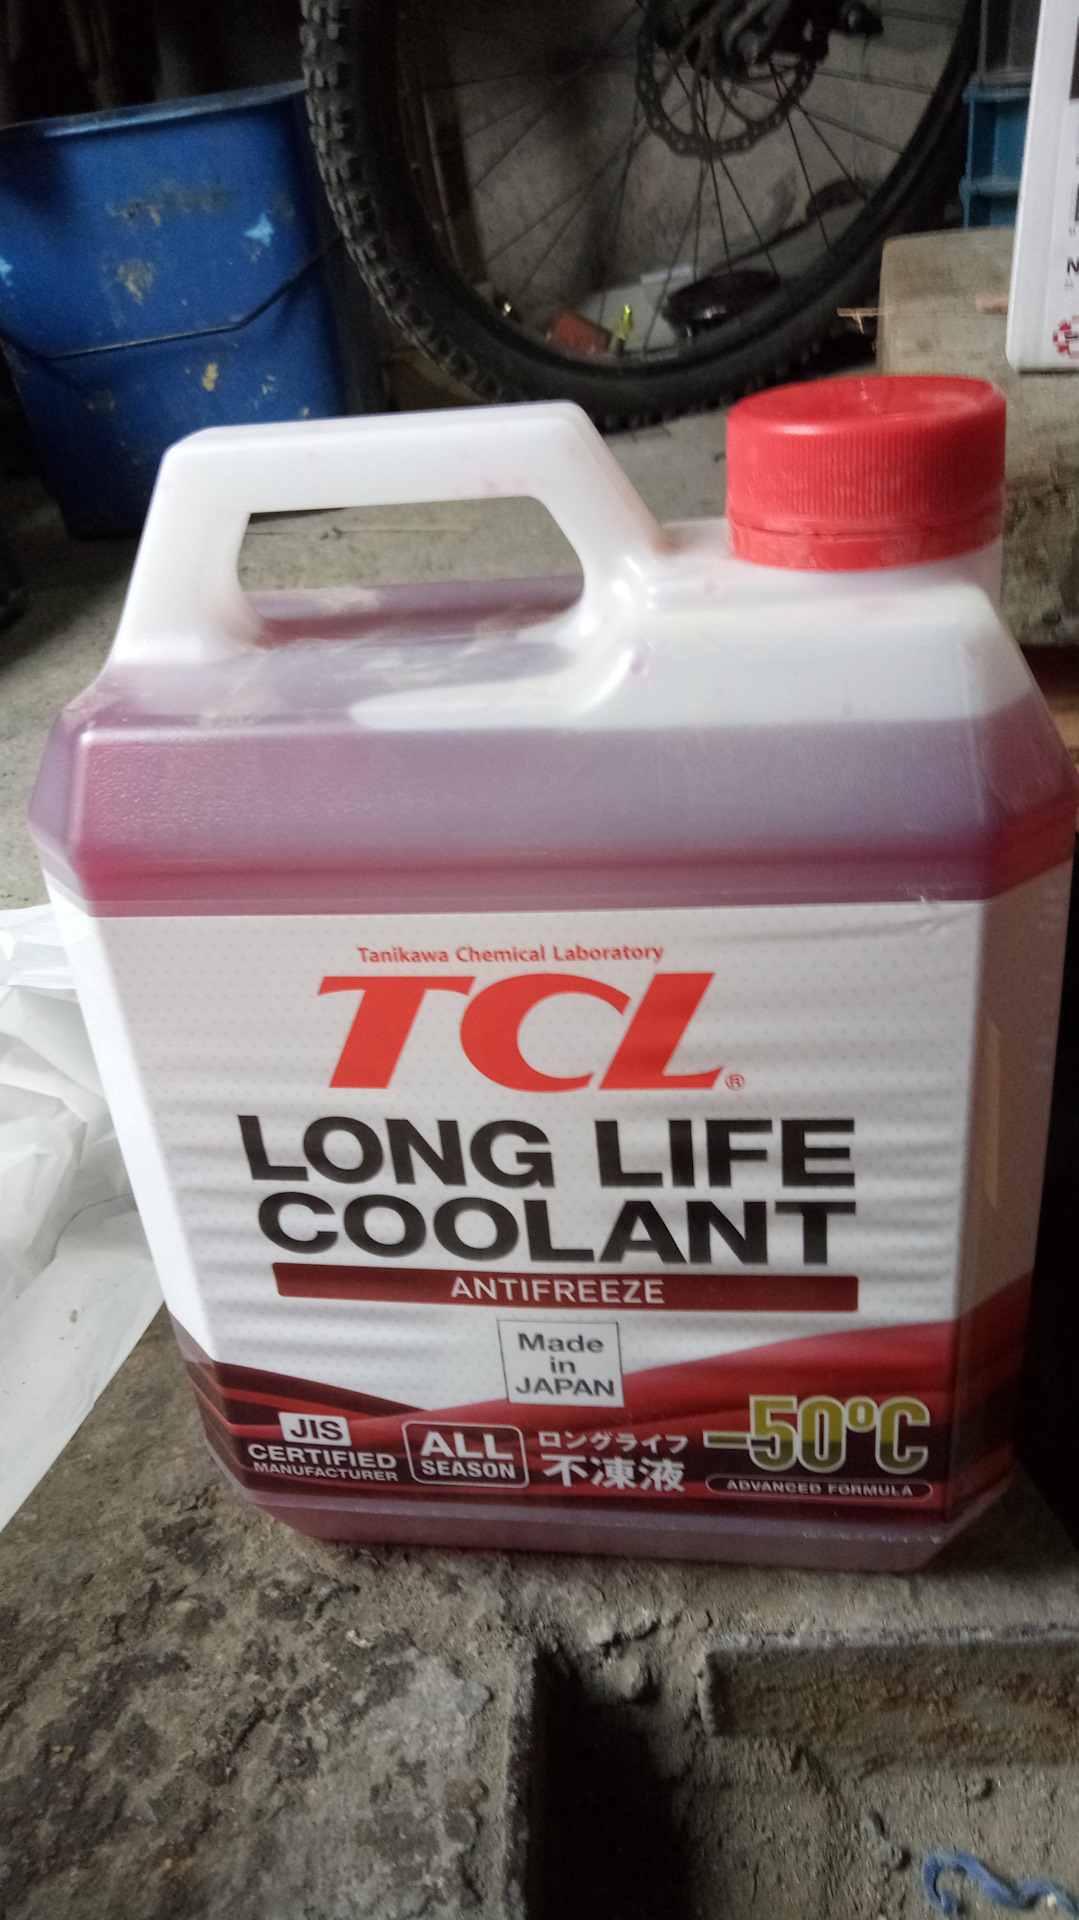 Tanikawa Chemical Laboratory
TCL®
LONG LIFE
COOLANT
ANTIFREEZE
Made
in
JAPAN
JIS
CERTIFIED
MANUFACTURER
ALL
SEASON
ロングライフ
不凍液
-50°C
ADVANCED FORMULA